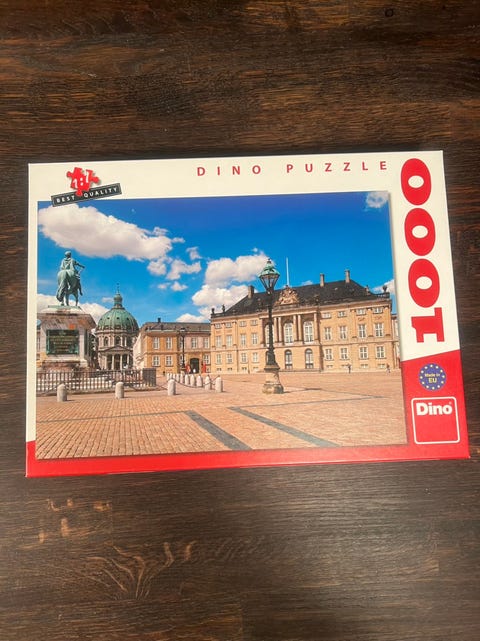 DINO PUZZLE
BEST QUALITY
1000
Made in
EU
Dino